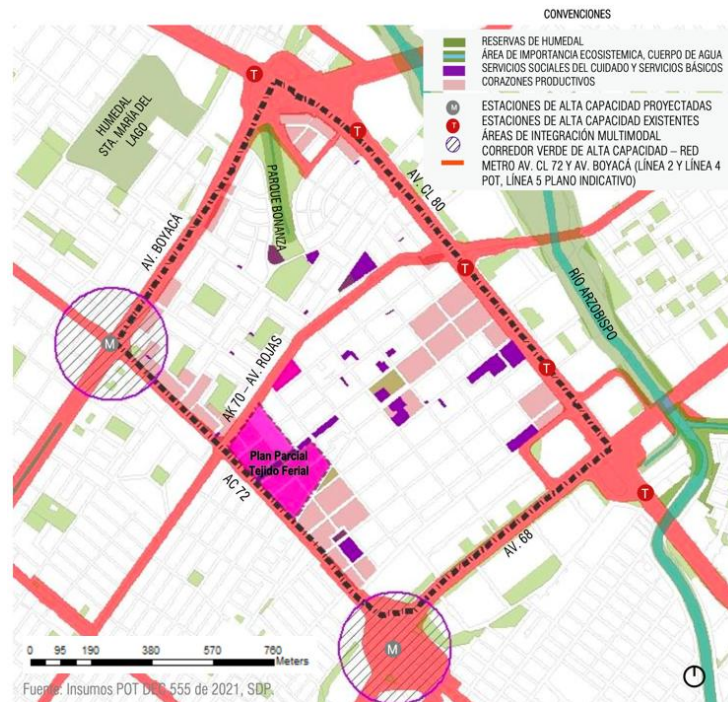 CONVENCIONES
RESERVAS DE HUMEDAL
ÁREA DE IMPORTANCIA ECOSISTEMICA, CUERPO DE AGUA
SERVICIOS SOCIALES DEL CUIDADO Y SERVICIOS BÁSICOS
CORAZONES PRODUCTIVOS
M ESTACIONES DE ALTA CAPACIDAD PROYECTADAS
T ESTACIONES DE ALTA CAPACIDAD EXISTENTES
ÁREAS DE INTEGRACIÓN MULTIMODAL
CORREDOR VERDE DE ALTA CAPACIDAD – RED
METRO AV. CL 72 Y AV. BOYACÁ (LÍNEA 2 Y LÍNEA 4
POT, LÍNEA 5 PLANO INDICATIVO)
T
T
HUMEDAL
STA. MARÍA DEL
LAGO
PARQUE BONANZA
AV. CL 80
AV. BOYACÁ
T
RÍO ARZOBISPO
M
AK 70 – AV. ROJAS
T
Plan Parcial
Tejido Ferial
AC 72
T
AV. 68
M
0 95 190 380 570 760
Meters
Fuente: Insumos POT DEC 555 de 2021, SDP.